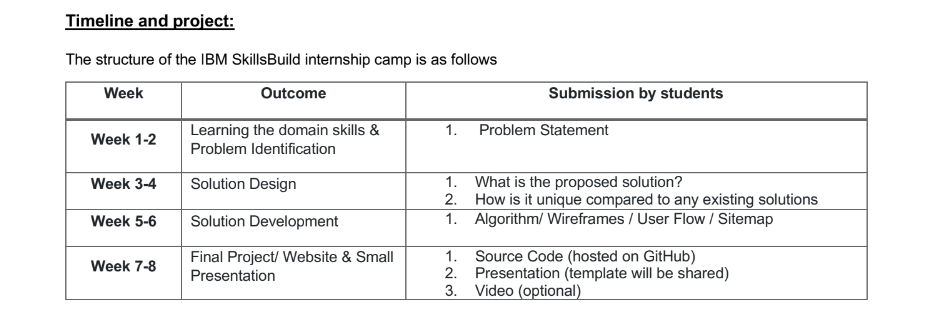 Timeline and project:
The structure of the IBM SkillsBuild internship camp is as follows
Week Outcome Submission by students
Week 1-2
Learning the domain skills &
Problem Identification
1. Problem Statement
Week 3-4
Solution Design
1. What is the proposed solution?
2. How is it unique compared to any existing solutions
Week 5-6
Solution Development
1. Algorithm/ Wireframes / User Flow / Sitemap
Week 7-8
Final Project/ Website & Small
Presentation
1. Source Code (hosted on GitHub)
2. Presentation (template will be shared)
3. Video (optional)